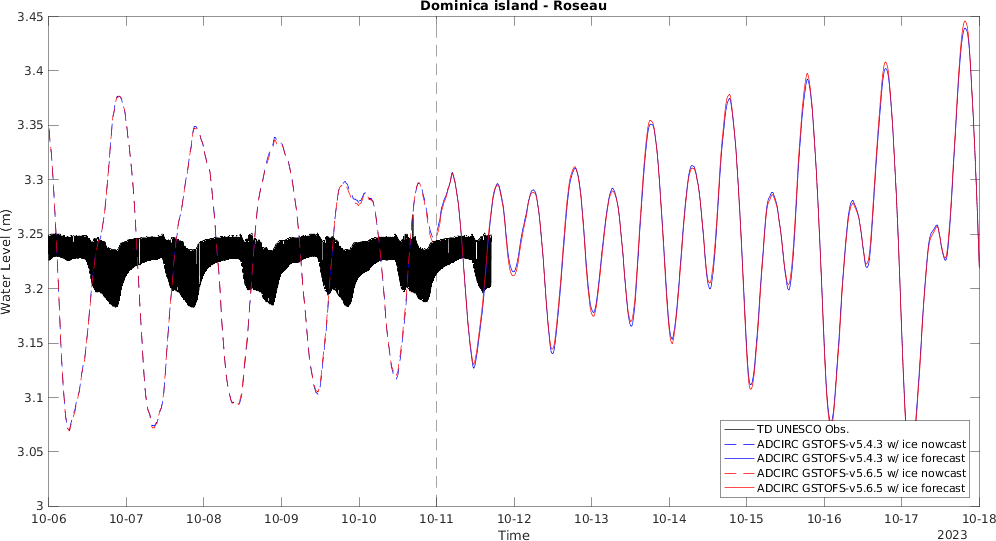 Dominica island - Roseau
3.45
3.4
3.35
3.3
3.25
3.2
3.15
3.1
3.05
3
Water Level (m)
TD UNESCO Obs.
ADCIRC GSTOFS-v5.4.3 w/ ice nowcast
ADCIRC GSTOFS-v5.4.3 w/ ice forecast
ADCIRC GSTOFS-v5.6.5 w/ ice nowcast
ADCIRC GSTOFS-v5.6.5 w/ ice forecast
10-06 10-07 10-08 10-09 10-10 10-11 10-12 10-13 10-14 10-15 10-16 10-17 10-18
Time
2023